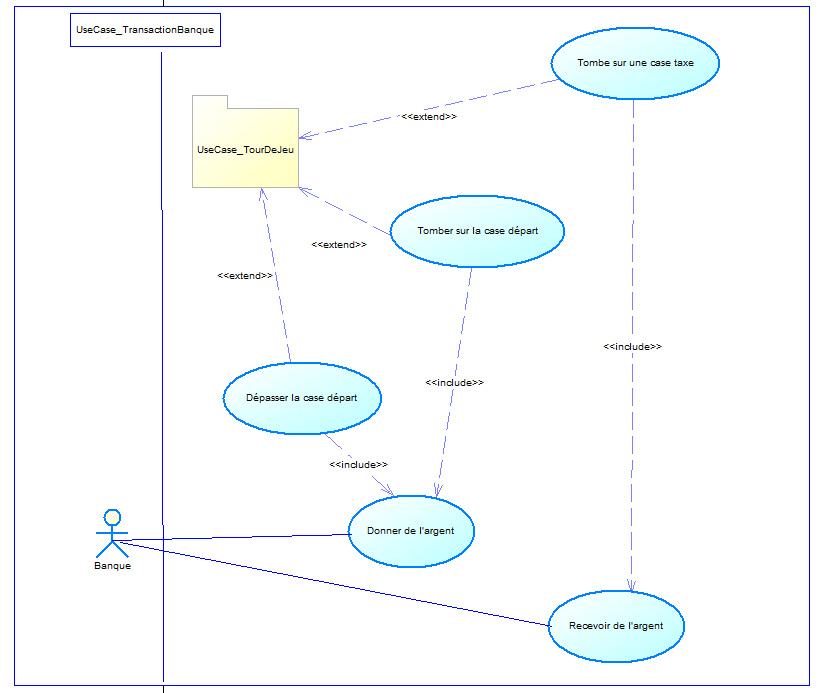 UseCase_TransactionBanque
Tombe sur une case taxe
<<extend>>
UseCase_TourDeJeu
Tomber sur la case départ
<<extend>>
<<extend>>
<<include>>
<<include>>
Dépasser la case départ
<<include>>
Donner de l'argent
Banque
Recevoir de l'argent